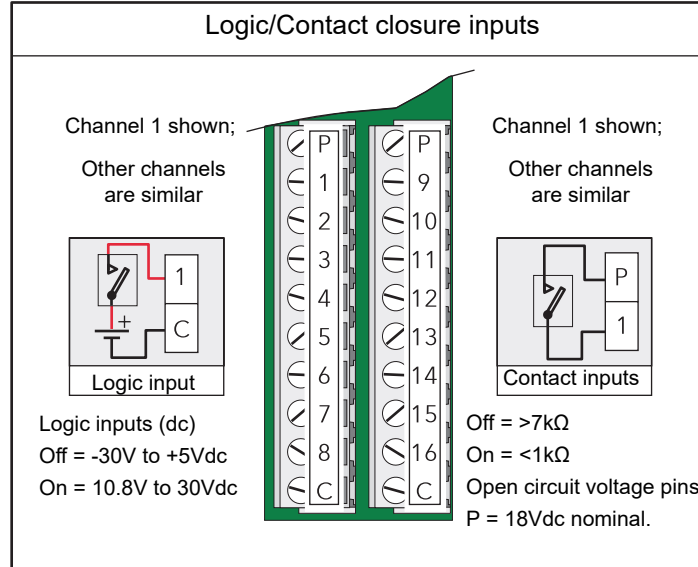 Logic/Contact closure inputs
Channel 1 shown;
Other channels
are similar
1
C
+
Logic input
Logic inputs (dc)
Off = -30V to +5Vdc
On = 10.8V to 30Vdc
P
1
2
3
4
5
6
7
8
C
P
9
10
11
12
13
14
15
16
C
Channel 1 shown;
Other channels
are similar
P
1
Contact inputs
Off = >7kΩ
On = <1kΩ
Open circuit voltage pins
P = 18Vdc nominal.